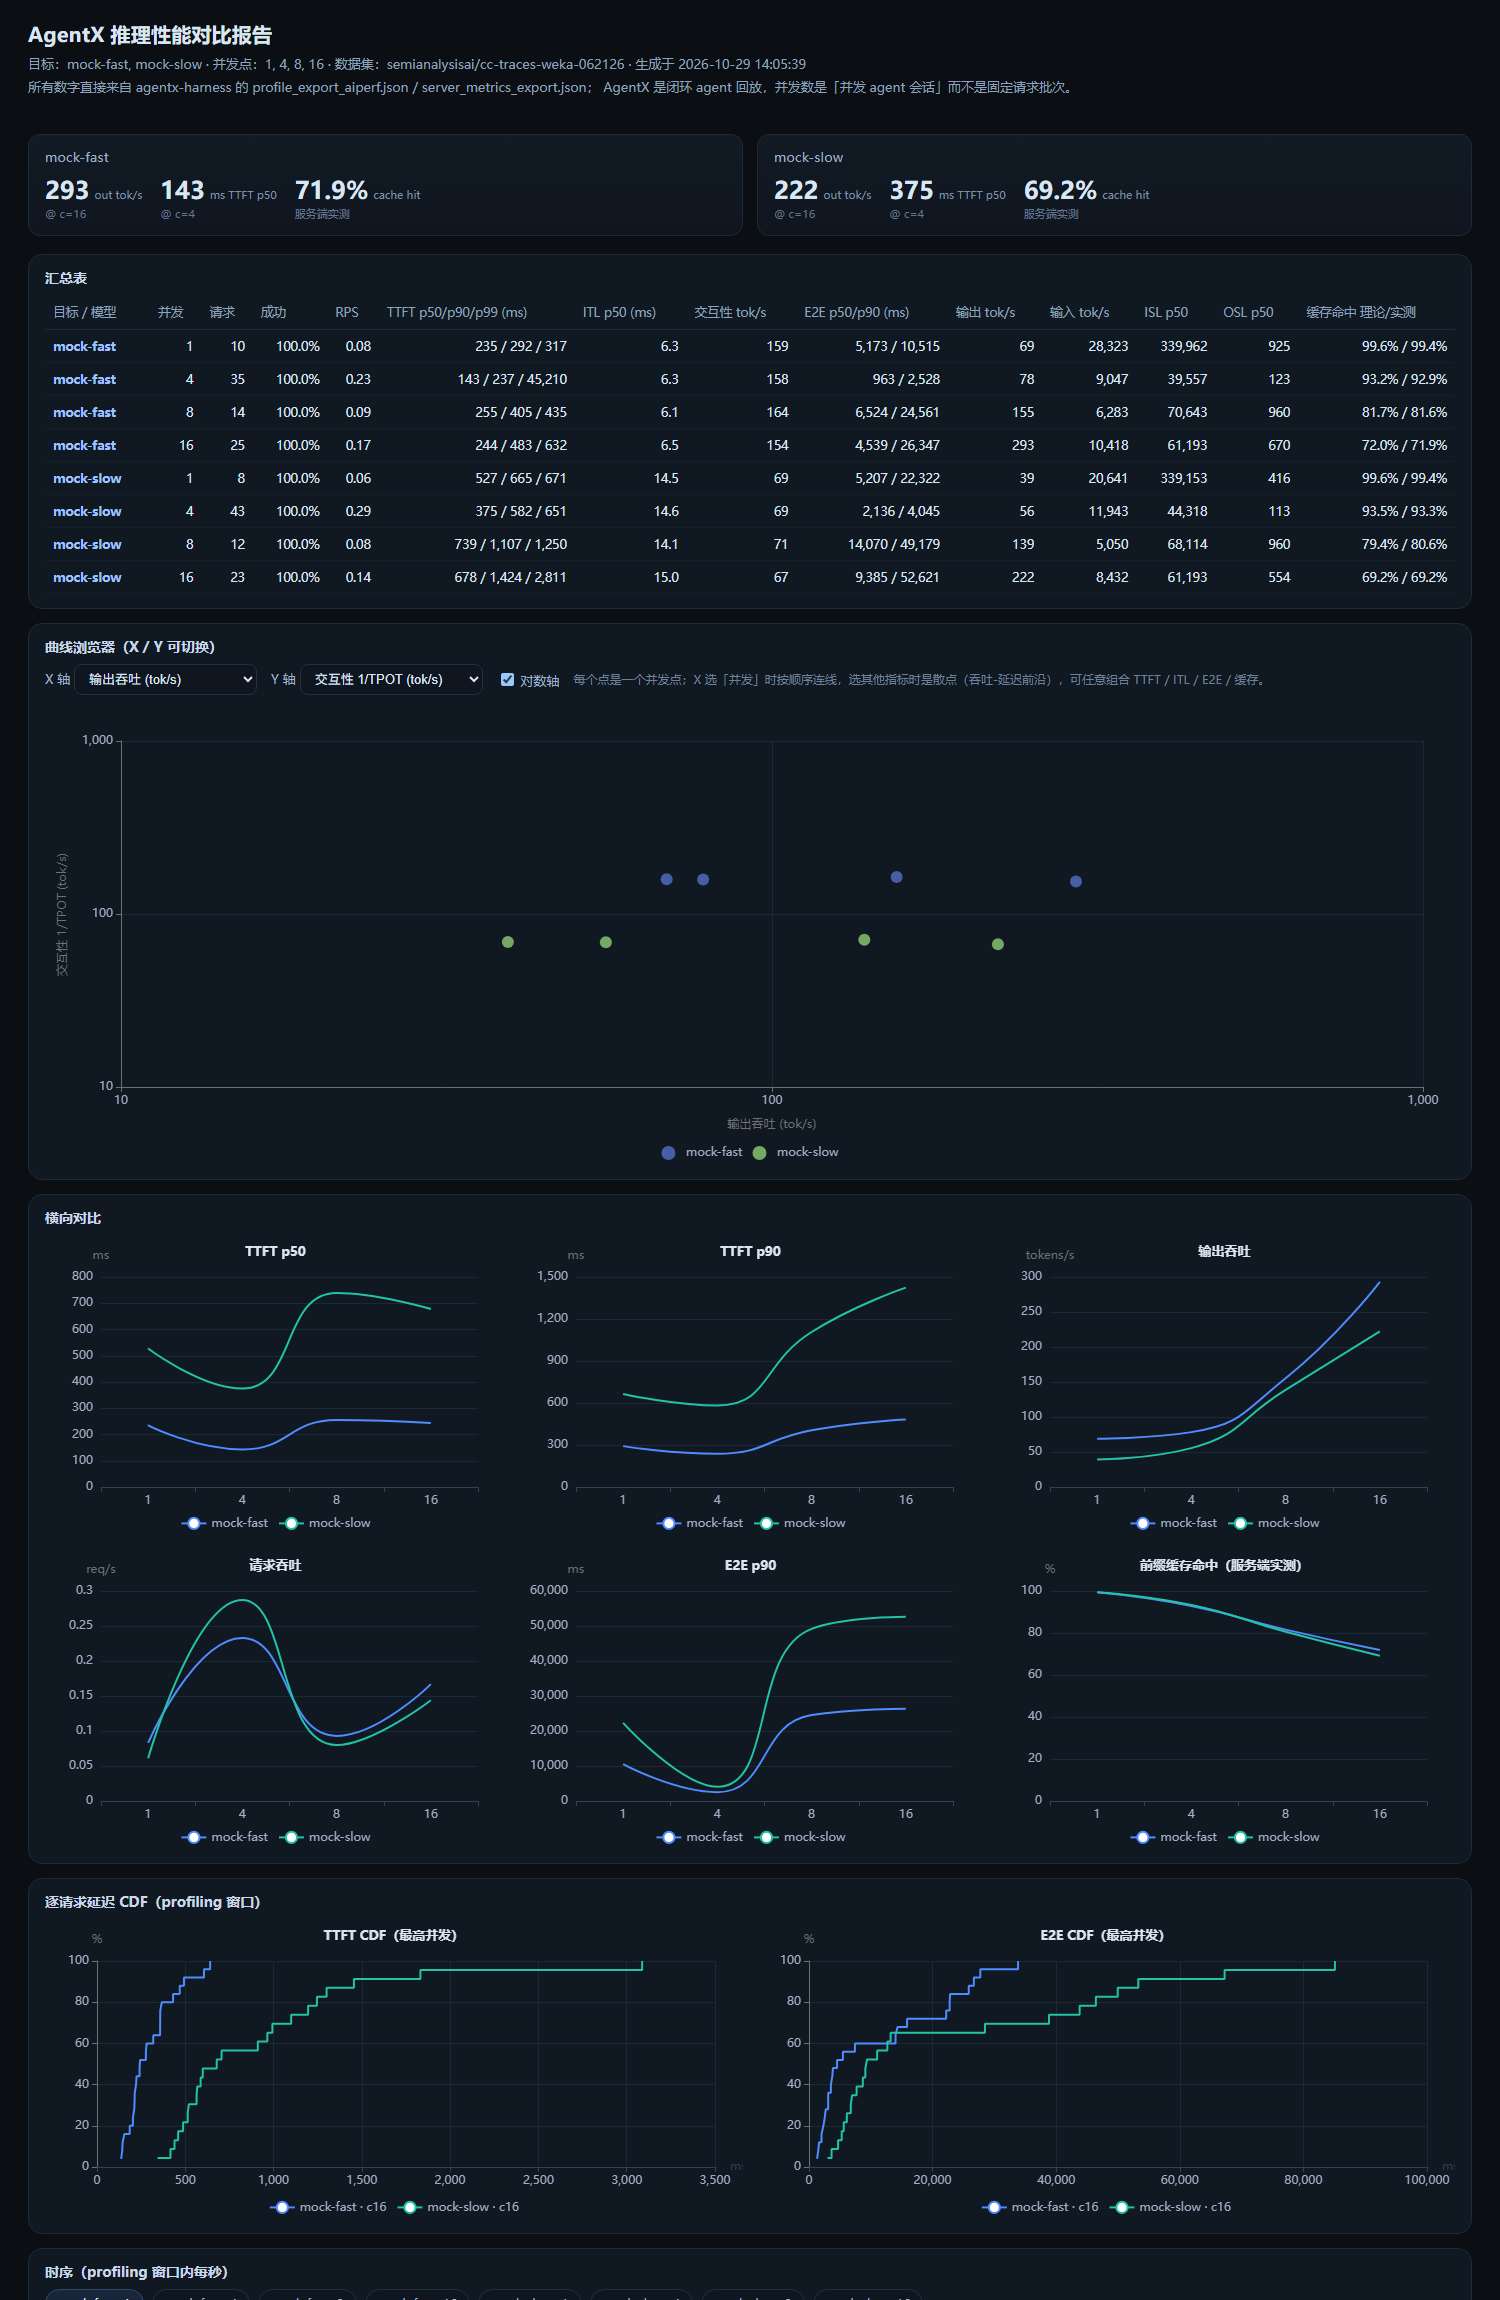 AgentX 推理性能对比报告
目标：mock-fast, mock-slow · 并发点：1, 4, 8, 16 · 数据集：semianalysisai/cc-traces-weka-062126 · 生成于 2026-10-29 14:05:39
所有数字直接来自 agentx-harness 的 profile_export_aiperf.json / server_metrics_export.json； AgentX 是闭环 agent 回放，并发数是「并发 agent 会话」而不是固定请求批次。
mock-fast
293 out tok/s 143 ms TTFT p50 71.9% cache hit
@ c=16 @ c=4 服务端实测
mock-slow
222 out tok/s 375 ms TTFT p50 69.2% cache hit
@ c=16 @ c=4 服务端实测
汇总表
目标 / 模型 并发 请求 成功 RPS TTFT p50/p90/p99 (ms) ITL p50 (ms) 交互性 tok/s E2E p50/p90 (ms) 输出 tok/s 输入 tok/s ISL p50 OSL p50 缓存命中 理论/实测
mock-fast 1 10 100.0% 0.08 235 / 292 / 317 6.3 159 5,173 / 10,515 69 28,323 339,962 925 99.6% / 99.4%
mock-fast 4 35 100.0% 0.23 143 / 237 / 45,210 6.3 158 963 / 2,528 78 9,047 39,557 123 93.2% / 92.9%
mock-fast 8 14 100.0% 0.09 255 / 405 / 435 6.1 164 6,524 / 24,561 155 6,283 70,643 960 81.7% / 81.6%
mock-fast 16 25 100.0% 0.17 244 / 483 / 632 6.5 154 4,539 / 26,347 293 10,418 61,193 670 72.0% / 71.9%
mock-slow 1 8 100.0% 0.06 527 / 665 / 671 14.5 69 5,207 / 22,322 39 20,641 339,153 416 99.6% / 99.4%
mock-slow 4 43 100.0% 0.29 375 / 582 / 651 14.6 69 2,136 / 4,045 56 11,943 44,318 113 93.5% / 93.3%
mock-slow 8 12 100.0% 0.08 739 / 1,107 / 1,250 14.1 71 14,070 / 49,179 139 5,050 68,114 960 79.4% / 80.6%
mock-slow 16 23 100.0% 0.14 678 / 1,424 / 2,811 15.0 67 9,385 / 52,621 222 8,432 61,193 554 69.2% / 69.2%
曲线浏览器（X / Y 可切换）
X 轴 输出吞吐 (tok/s) Y 轴 交互性 1/TPOT (tok/s) 对数轴 每个点是一个并发点；X 选「并发」时按顺序连线，选其他指标时是散点（吞吐-延迟前沿），可任意组合 TTFT / ITL / E2E / 缓存。
1,000
100
10
交互性 1/TPOT (tok/s)
10 100 1,000
输出吞吐 (tok/s)
mock-fast mock-slow
横向对比
TTFT p50
ms
800
700
600
500
400
300
200
100
0
1 4 8 16
mock-fast mock-slow
TTFT p90
ms
1,500
1,200
900
600
300
0
1 4 8 16
mock-fast mock-slow
输出吞吐
tokens/s
300
250
200
150
100
50
0
1 4 8 16
mock-fast mock-slow
请求吞吐
req/s
0.3
0.25
0.2
0.15
0.1
0.05
0
1 4 8 16
mock-fast mock-slow
E2E p90
ms
60,000
50,000
40,000
30,000
20,000
10,000
0
1 4 8 16
mock-fast mock-slow
前缀缓存命中（服务端实测）
%
100
80
60
40
20
0
1 4 8 16
mock-fast mock-slow
逐请求延迟 CDF（profiling 窗口）
TTFT CDF（最高并发）
%
100
80
60
40
20
0
0 500 1,000 1,500 2,000 2,500 3,000 3,500
mock-fast · c16 mock-slow · c16
E2E CDF（最高并发）
%
100
80
60
40
20
0
0 20,000 40,000 60,000 80,000 100,000
mock-fast · c16 mock-slow · c16
时序（profiling 窗口内每秒）